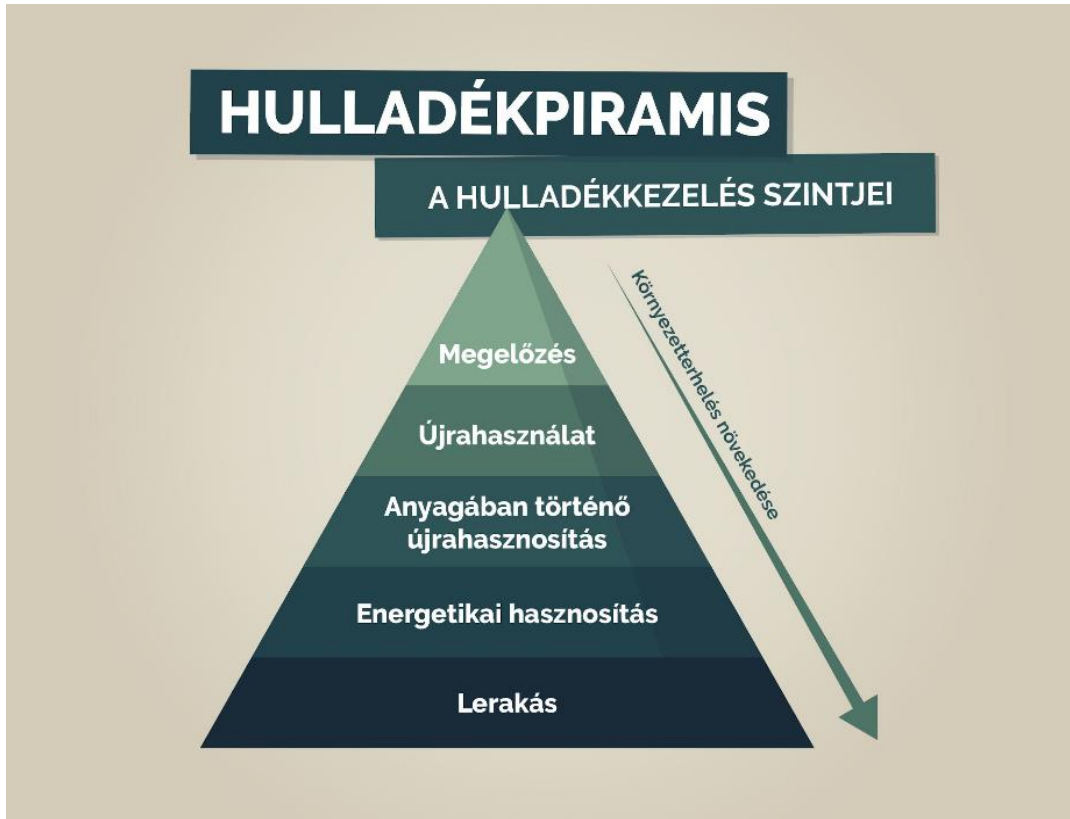 HULLADÉKPIRAMIS
A HULLADÉKKEZELÉS SZINTJEI
Környezetterhelés növekedése
Megelőzés
Újrahasználat
Anyagában történő
újrahasznosítás
Energetikai hasznosítás
Lerakás